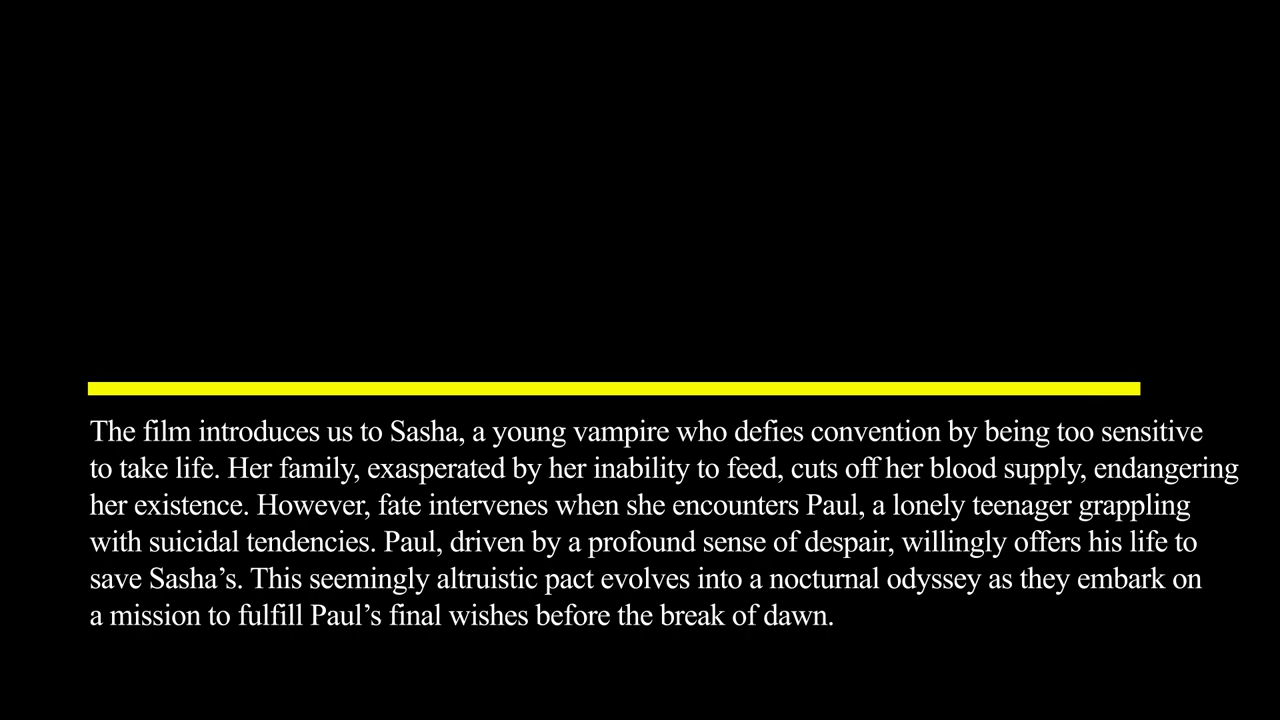 The film introduces us to Sasha, a young vampire who defies convention by being too sensitive
to take life. Her family, exasperated by her inability to feed, cuts off her blood supply, endangering
her existence. However, fate intervenes when she encounters Paul, a lonely teenager grappling
with suicidal tendencies. Paul, driven by a profound sense of despair, willingly offers his life to
save Sasha’s. This seemingly altruistic pact evolves into a nocturnal odyssey as they embark on
a mission to fulfill Paul’s final wishes before the break of dawn.